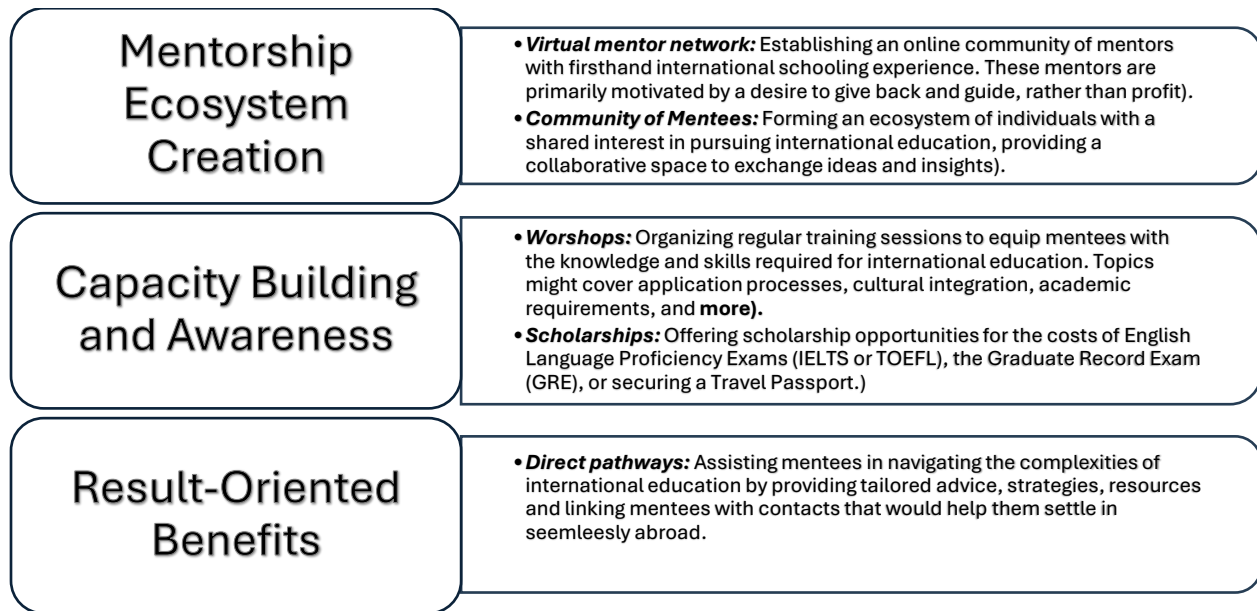 Mentorship
Ecosystem
Creation
•Virtual mentor network: Establishing an online community of mentors
with firsthand international schooling experience. These mentors are
primarily motivated by a desire to give back and guide, rather than profit).
•Community of Mentees: Forming an ecosystem of individuals with a
shared interest in pursuing international education, providing a
collaborative space to exchange ideas and insights).
Capacity Building
and Awareness
•Worshops: Organizing regular training sessions to equip mentees with
the knowledge and skills required for international education. Topics
might cover application processes, cultural integration, academic
requirements, and more).
•Scholarships: Offering scholarship opportunities for the costs of English
Language Proficiency Exams (IELTS or TOEFL), the Graduate Record Exam
(GRE), or securing a Travel Passport.)
Result-Oriented
Benefits
•Direct pathways: Assisting mentees in navigating the complexities of
international education by providing tailored advice, strategies, resources
and linking mentees with contacts that would help them settle in
seemleesly abroad.